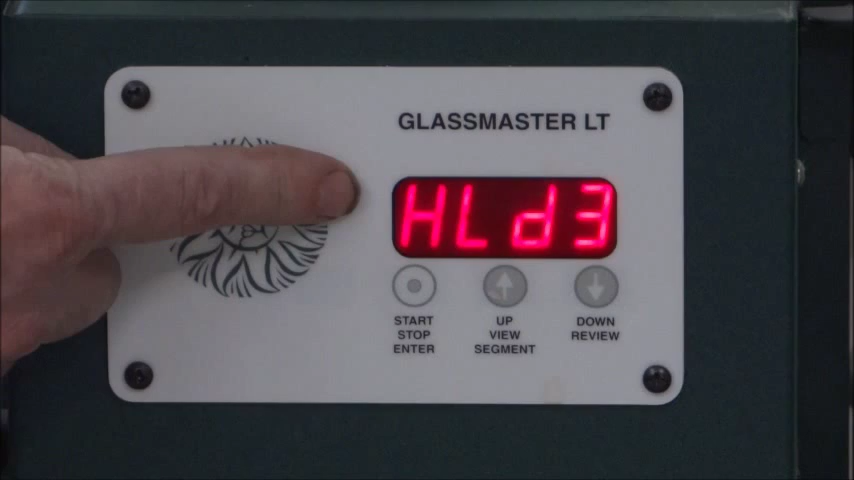 GLASSMASTER LT
HLd3
START
STOP
ENTER
UP
VIEW
SEGMENT
DOWN
REVIEW